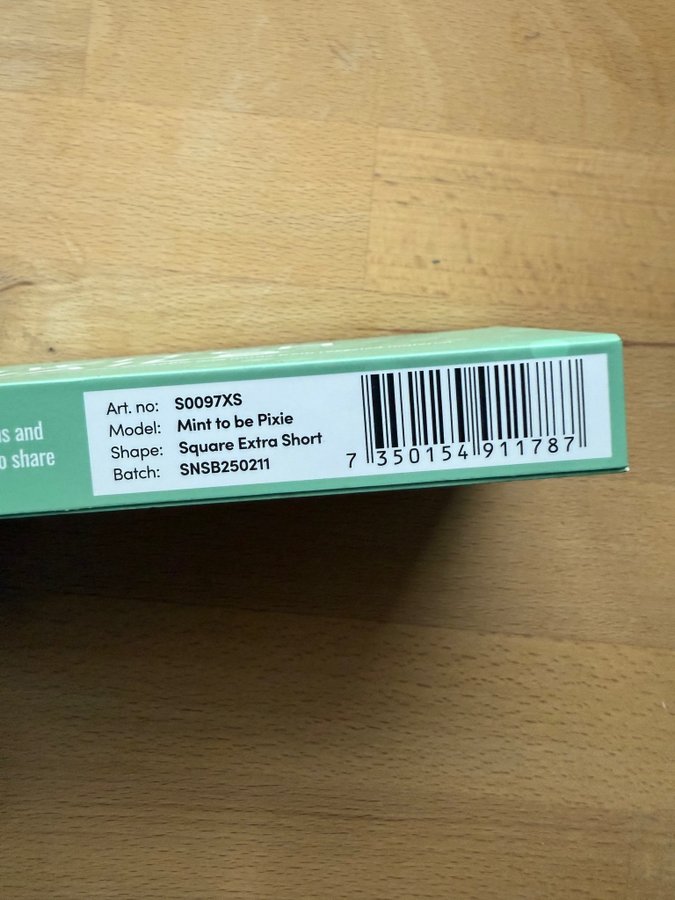 ns and
o share
Art. no: S0097XS
Model: Mint to be Pixie
Shape: Square Extra Short
Batch: SNSB250211
7 350154 911787